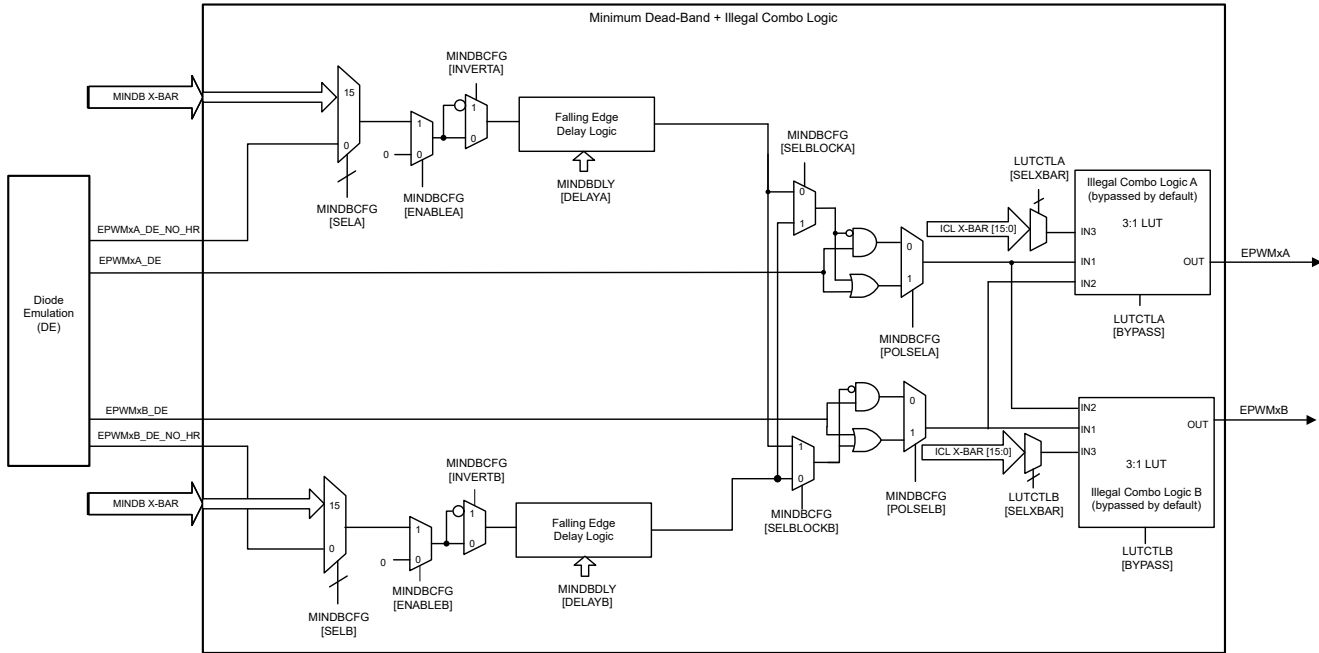 Minimum Dead-Band + Illegal Combo Logic
MINDBCFG
[INVERTA]
MINDB X-BAR
15
0
1
0
0
1
0
Falling Edge
Delay Logic
MINDBDLY
[DELAYA]
MINDBCFG
[SELA]
MINDBCFG
[ENABLEA]
MINDBCFG
[SELBLOCKA]
0
1
LUTCTLA
[SELXBAR]
Illegal Combo Logic A
(bypassed by default)
3:1 LUT
ICL X-BAR [15:0]
IN3
IN1
IN2
OUT
EPWMxA
0
1
MINDBCFG
[POLSELA]
LUTCTLA
[BYPASS]
EPWMxA_DE_NO_HR
EPWMxA_DE
Diode
Emulation
(DE)
EPWMxB_DE
EPWMxB_DE_NO_HR
0
1
MINDBCFG
[POLSELB]
IN2
IN1
IN3
OUT
EPWMxB
ICL X-BAR [15:0]
LUTCTLB
[SELXBAR]
3:1 LUT
Illegal Combo Logic B
(bypassed by default)
LUTCTLB
[BYPASS]
1
0
MINDBCFG
[SELBLOCKB]
MINDBCFG
[INVERTB]
MINDB X-BAR
15
0
1
0
0
1
0
Falling Edge
Delay Logic
MINDBDLY
[DELAYB]
MINDBCFG
[ENABLEB]
MINDBCFG
[SELB]